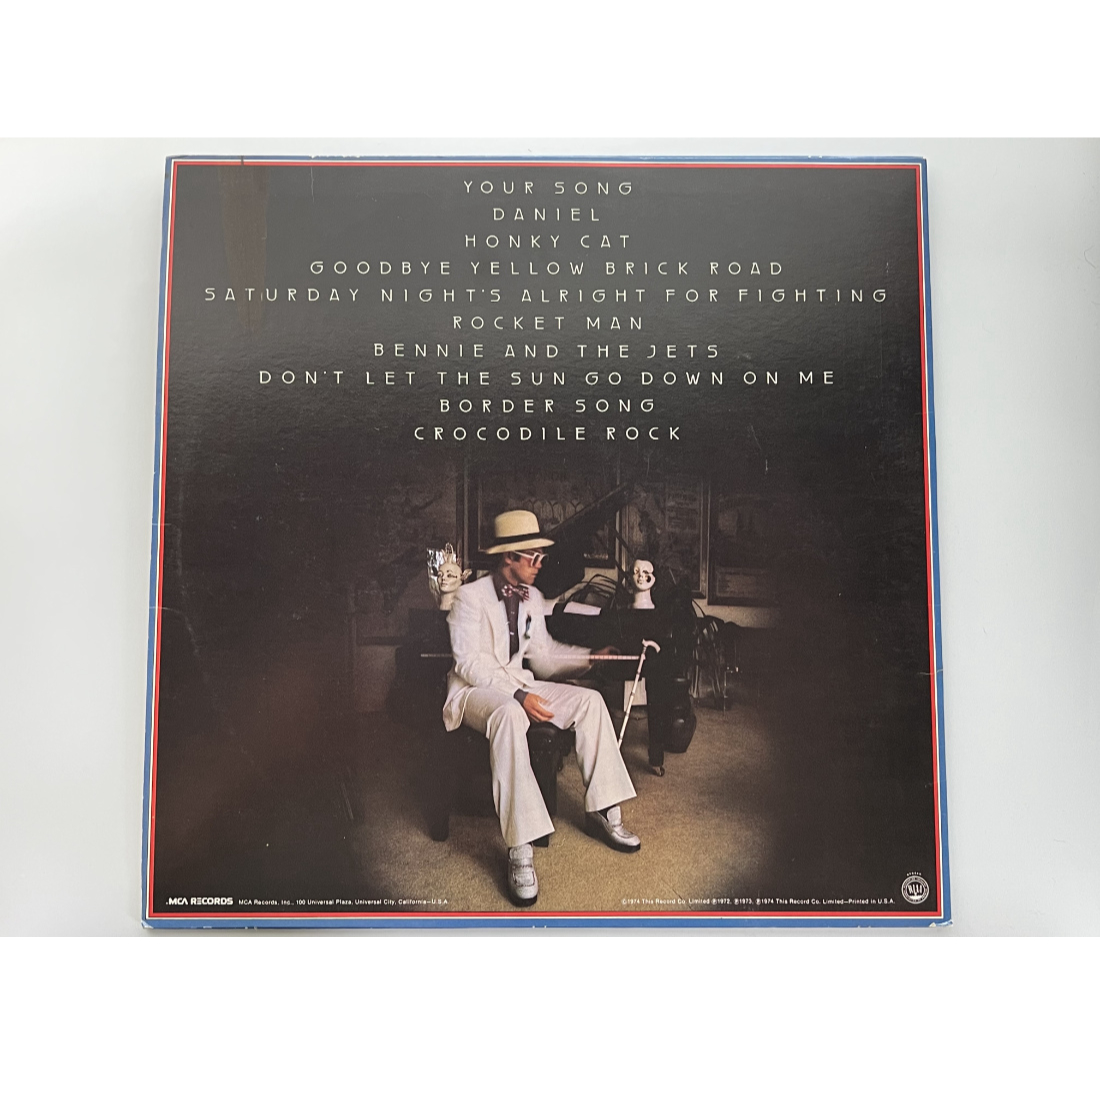 YOUR SONG
DANIEL
HONKY CAT
GOODBYE YELLOW BRICK ROAD
SATURDAY NIGHT'S ALRIGHT FOR FIGHTING
ROCKET MAN
BENNIE AND THE JETS
DON'T LET THE SUN GO DOWN ON ME
BORDER SONG
CROCODILE ROCK
.MCA RECORDS MCA Records, Inc., 100 Universal Plaza, Universal City, California—U.S.A.
©1974 This Record Co. Limited ℗1972, ℗1973, ℗1974 This Record Co. Limited—Printed in U.S.A.